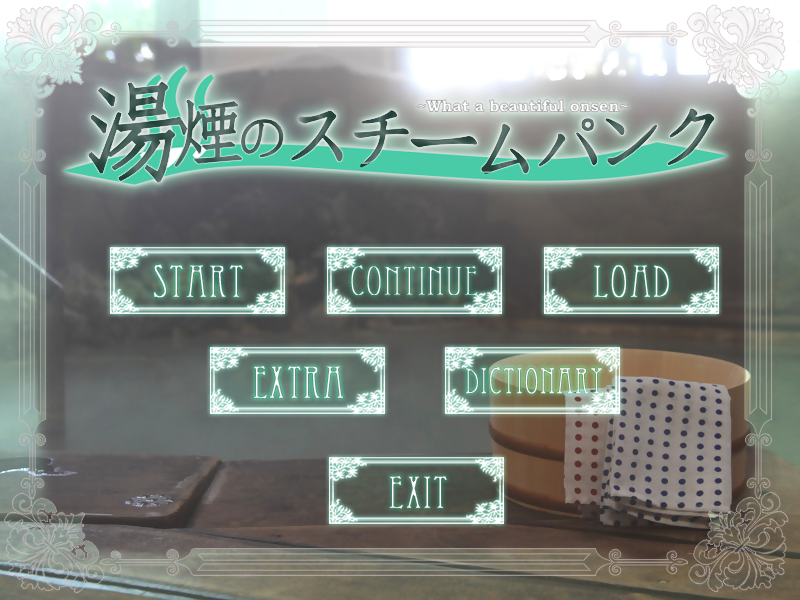 湯煙のスチームパンク
~What a beautiful onsen~
START
CONTINUE
LOAD
EXTRA
DICTIONARY
EXIT